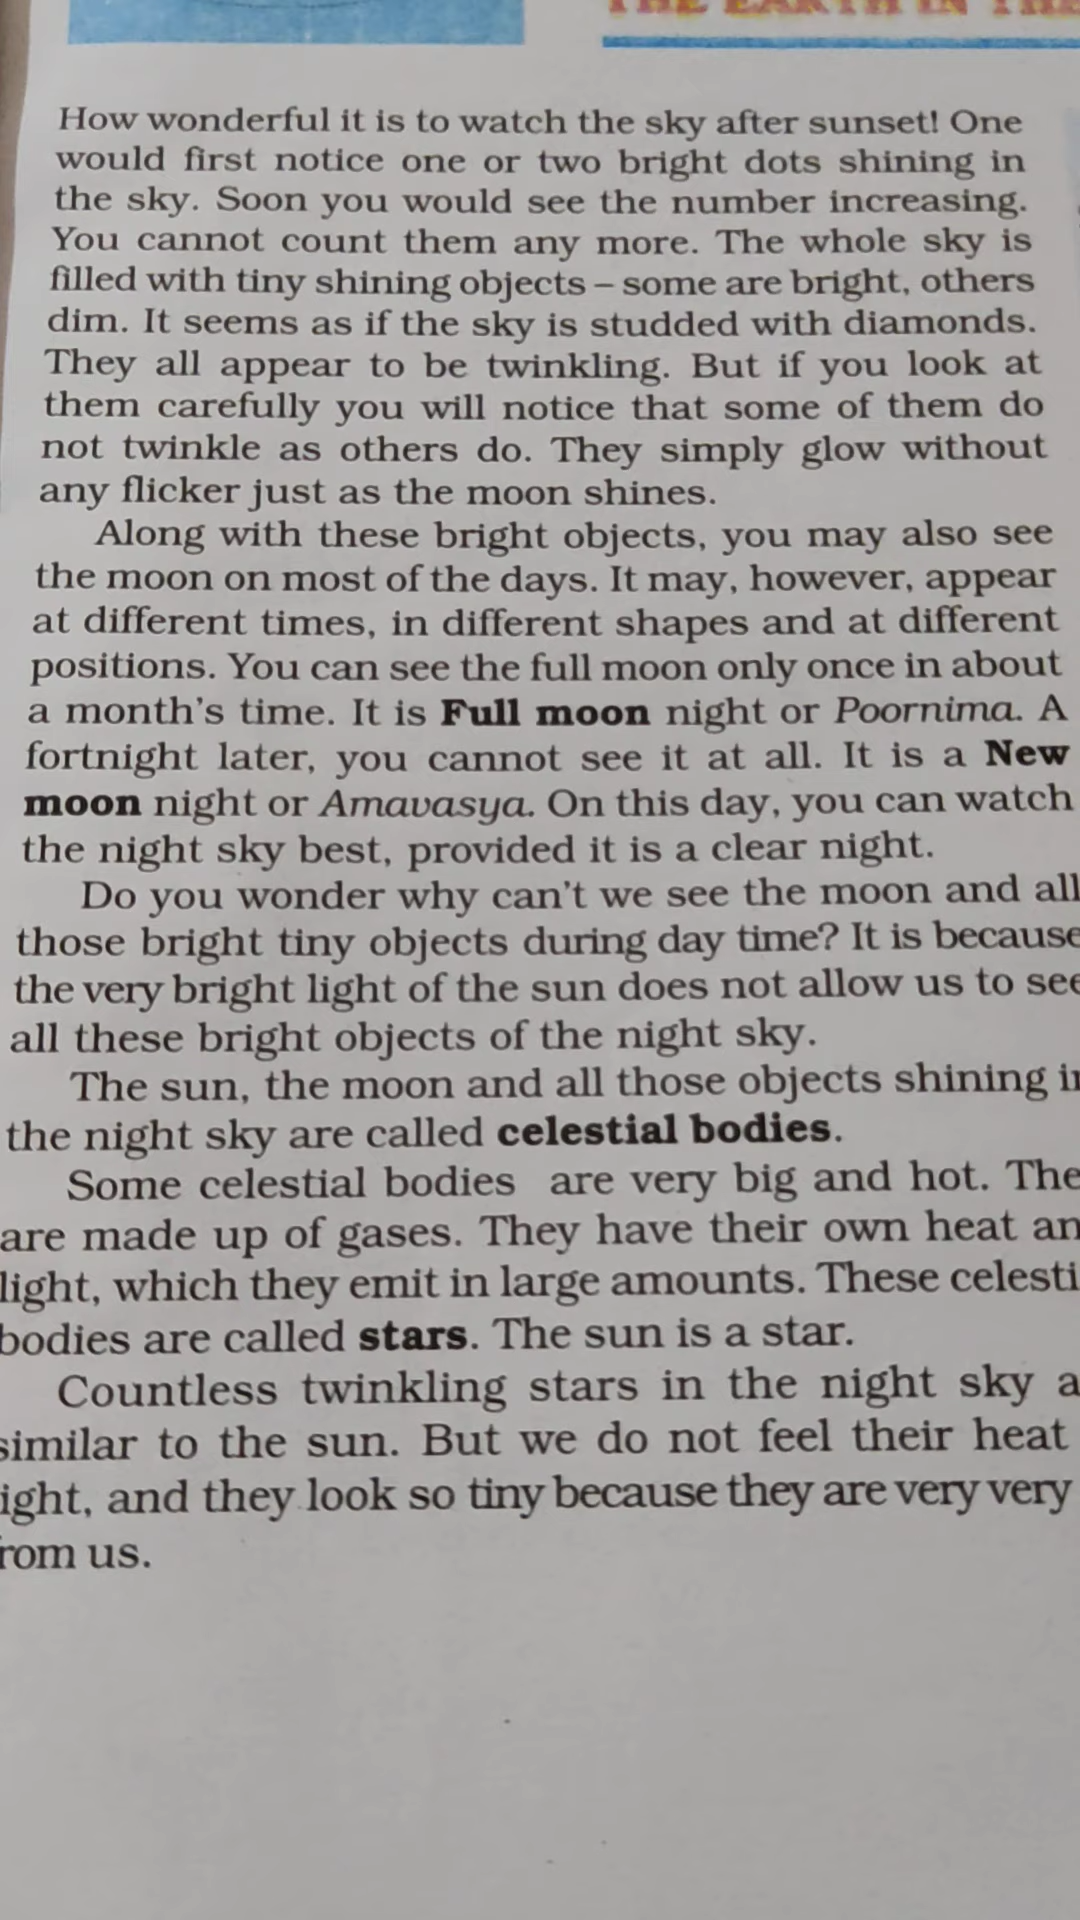 THE EARTH IN THE
How wonderful it is to watch the sky after sunset! One
would first notice one or two bright dots shining in
the sky. Soon you would see the number increasing.
You cannot count them any more. The whole sky is
filled with tiny shining objects – some are bright, others
dim. It seems as if the sky is studded with diamonds.
They all appear to be twinkling. But if you look at
them carefully you will notice that some of them do
not twinkle as others do. They simply glow without
any flicker just as the moon shines.
Along with these bright objects, you may also see
the moon on most of the days. It may, however, appear
at different times, in different shapes and at different
positions. You can see the full moon only once in about
a month's time. It is Full moon night or Poornima. A
fortnight later, you cannot see it at all. It is a New
moon night or Amavasya. On this day, you can watch
the night sky best, provided it is a clear night.
Do you wonder why can't we see the moon and all
those bright tiny objects during day time? It is because
the very bright light of the sun does not allow us to see
all these bright objects of the night sky.
The sun, the moon and all those objects shining in
the night sky are called celestial bodies.
Some celestial bodies are very big and hot. The
are made up of gases. They have their own heat an
light, which they emit in large amounts. These celesti
bodies are called stars. The sun is a star.
Countless twinkling stars in the night sky a
similar to the sun. But we do not feel their heat
ight, and they look so tiny because they are very very
rom us.